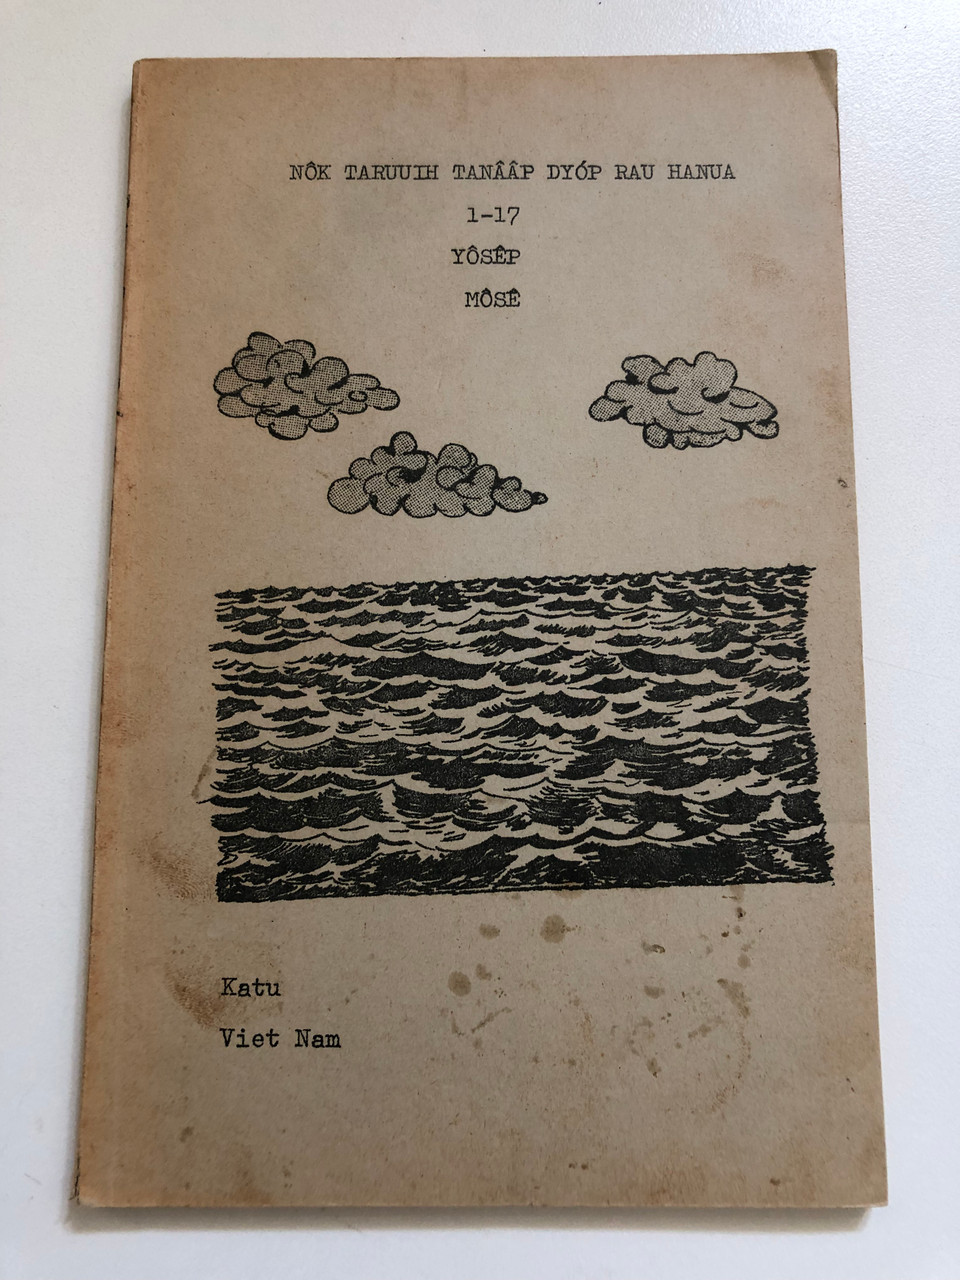 NÔK TARUUIH TANÂÂP DYÓP RAU HANUA
1-17
YÔSÊP
MÔSÊ
Katu
Viet Nam